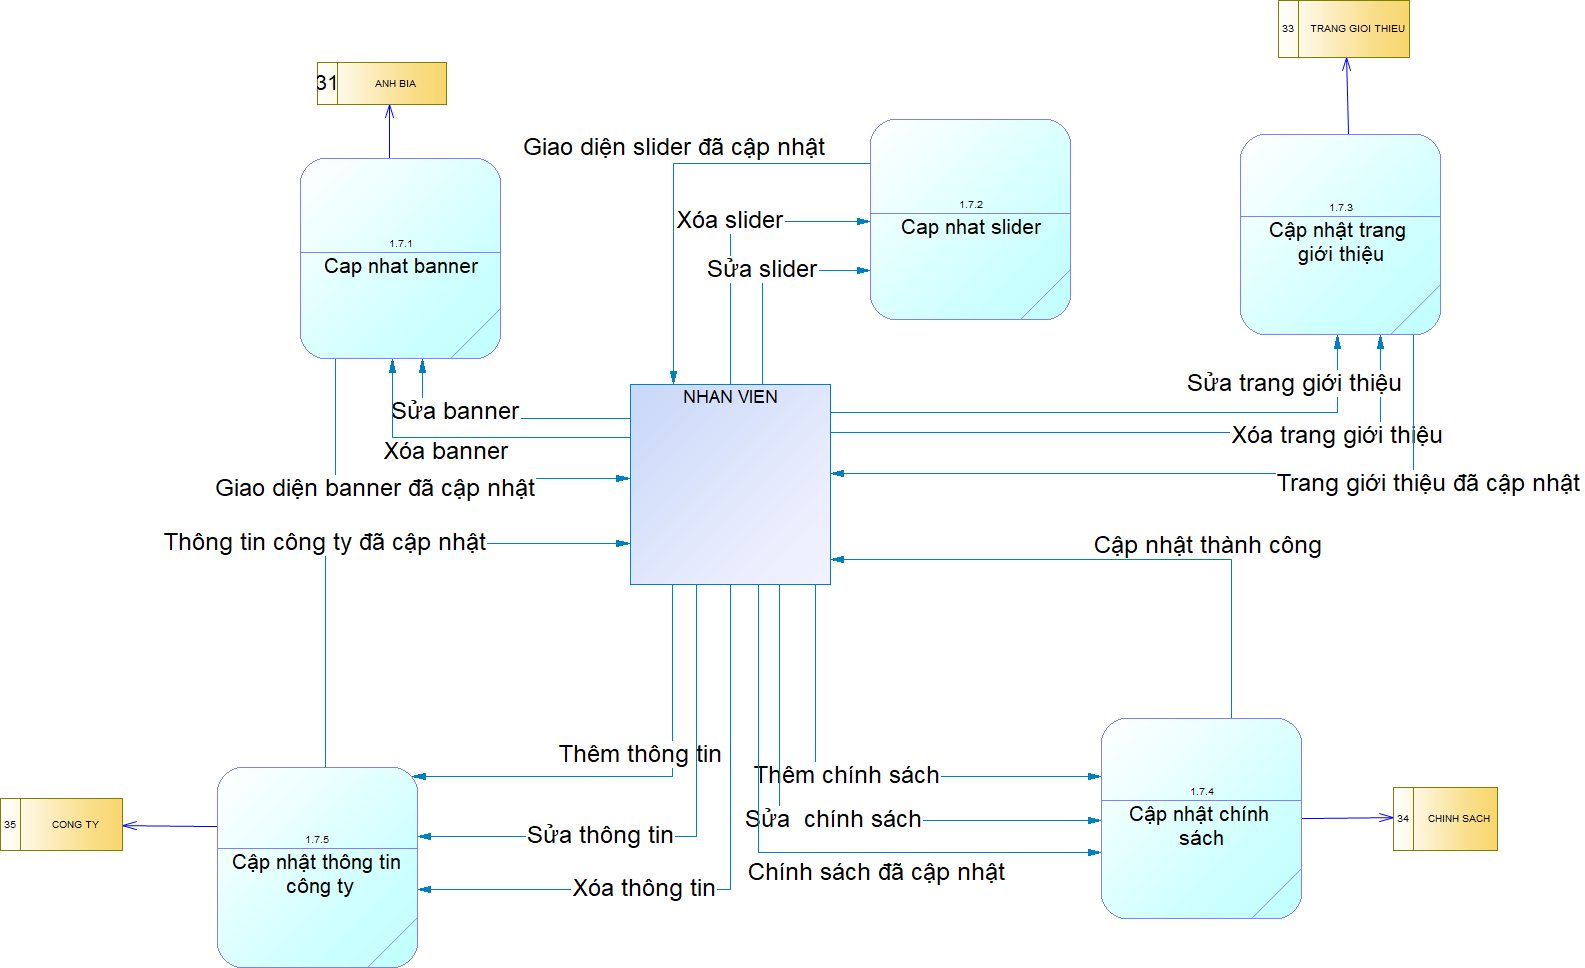 33 TRANG GIOI THIEU
31 ANH BIA
Giao diện slider đã cập nhật
1.7.2
Cap nhat slider
Xóa slider
Sửa slider
1.7.3
Cập nhật trang
giới thiệu
1.7.1
Cap nhat banner
NHAN VIEN
Sửa trang giới thiệu
Sửa banner
Xóa trang giới thiệu
Xóa banner
Trang giới thiệu đã cập nhật
Giao diện banner đã cập nhật
Thông tin công ty đã cập nhật
Cập nhật thành công
Thêm thông tin
Thêm chính sách
1.7.4
Cập nhật chính
sách
Sửa  chính sách
34 CHINH SACH
35 CONG TY
Sửa thông tin
1.7.5
Cập nhật thông tin
công ty
Chính sách đã cập nhật
Xóa thông tin